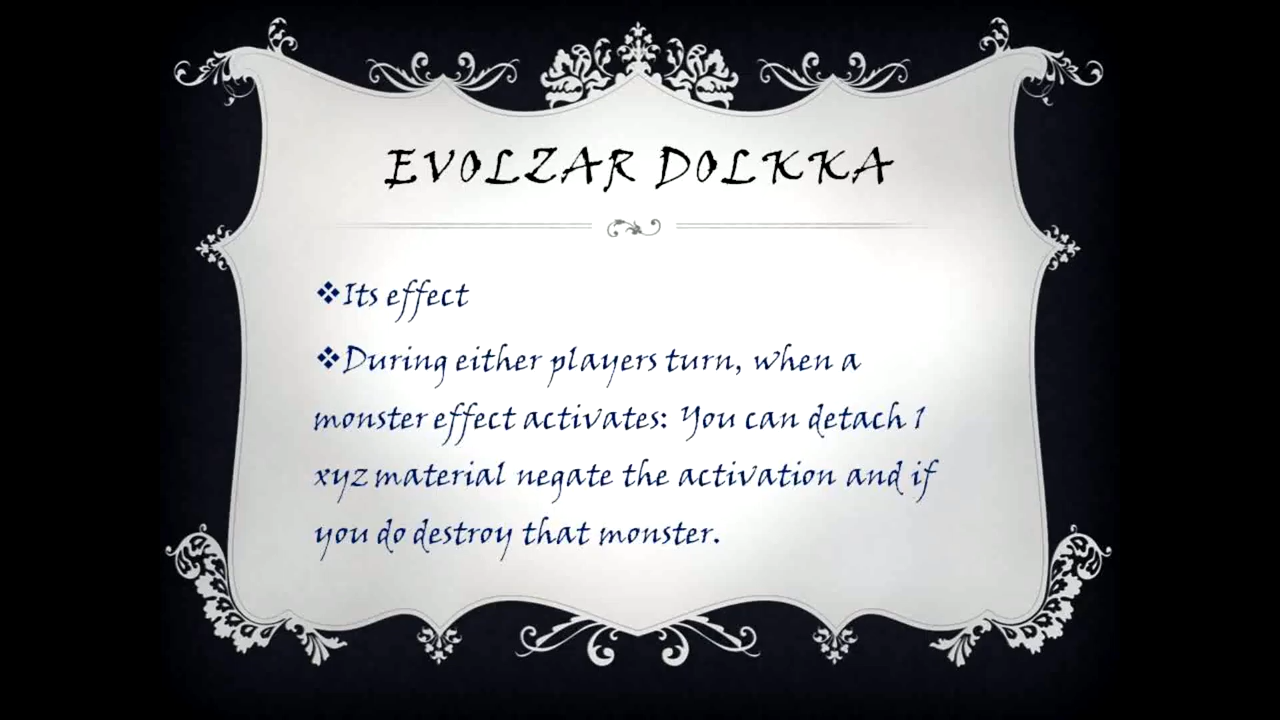 EVOLZAR DOLKKA
❖Its effect
❖During either players turn, when a
monster effect activates: You can detach 1
xyz material negate the activation and if
you do destroy that monster.